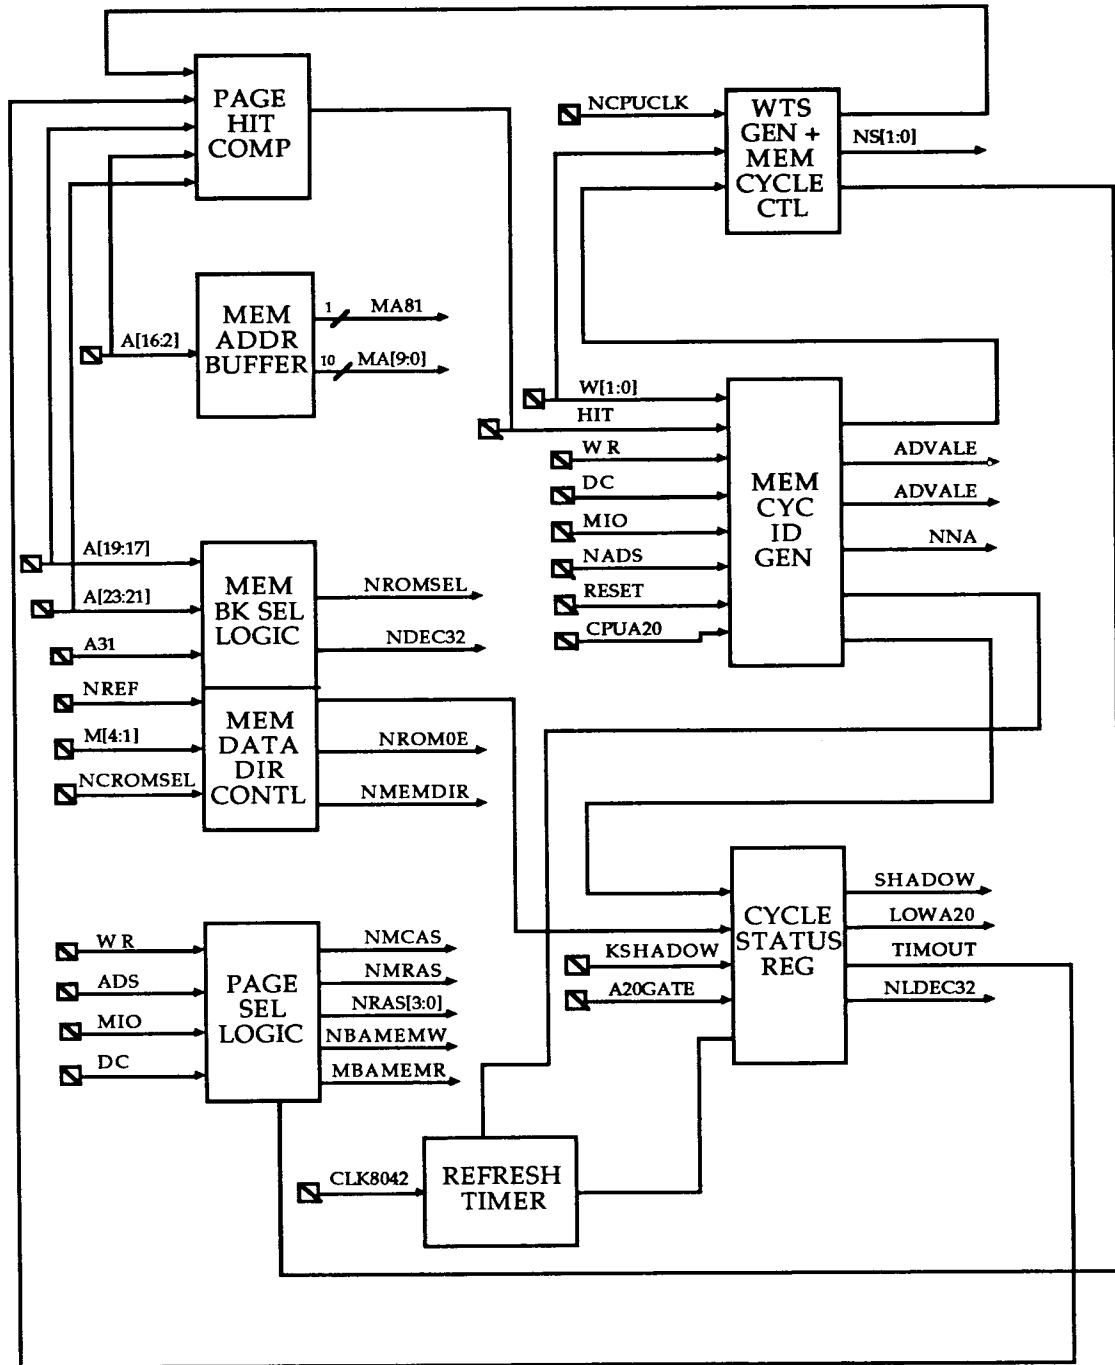 PAGE
HIT
COMP
NCPUCLK
WTS
GEN +
MEM
CYCLE
CTL
NS[1:0]
A[16:2]
MEM
ADDR
BUFFER
1
MA81
10
MA[9:0]
W[1:0]
HIT
WR
DC
MIO
NADS
RESET
CPUA20
MEM
CYC
ID
GEN
ADVALE
ADVALE
NNA
A[19:17]
A[23:21]
A31
MEM
BK SEL
LOGIC
NROMSEL
NDEC32
NREF
M[4:1]
NCROMSEL
MEM
DATA
DIR
CONTL
NROM0E
NMEMDIR
WR
ADS
MIO
DC
PAGE
SEL
LOGIC
NMCAS
NMRAS
NRAS[3:0]
NBAMEMW
MBAMEMR
KSHADOW
A20GATE
CYCLE
STATUS
REG
SHADOW
LOWA20
TIMOUT
NLDEC32
CLK8042
REFRESH
TIMER